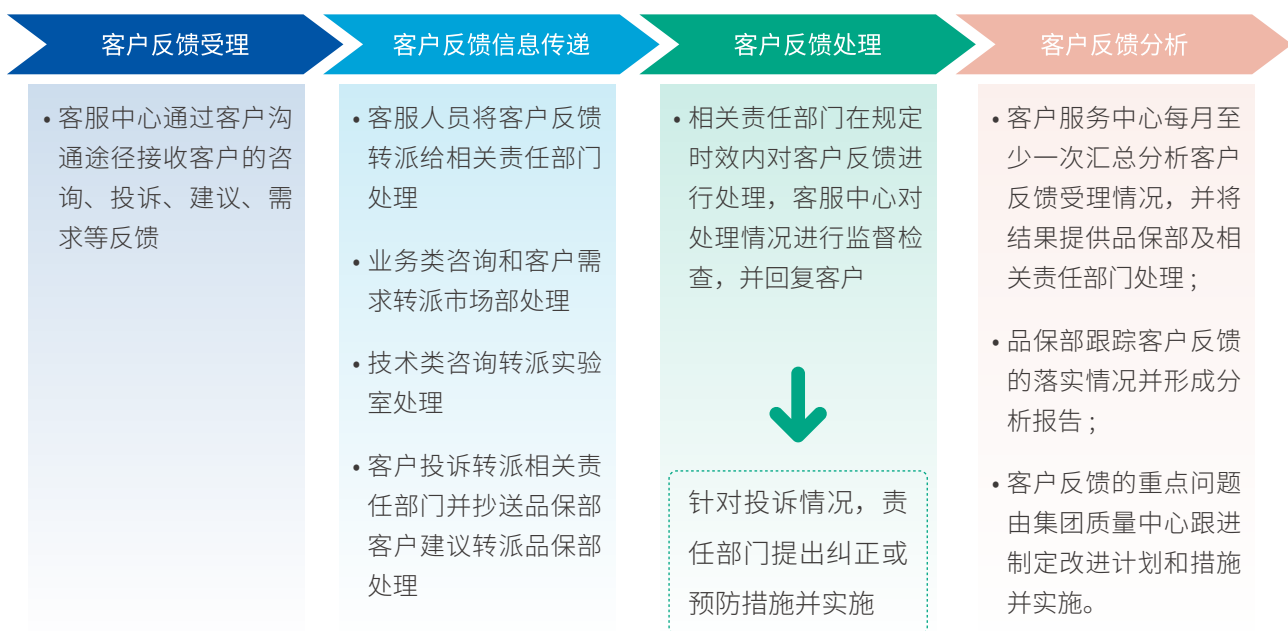 客户反馈受理
• 客服中心通过客户沟
通途径接收客户的咨
询、投诉、建议、需
求等反馈
客户反馈信息传递
• 客服人员将客户反馈
转派给相关责任部门
处理
• 业务类咨询和客户需
求转派市场部处理
• 技术类咨询转派实验
室处理
• 客户投诉转派相关责
任部门并抄送品保部
客户建议转派品保部
处理
客户反馈处理
• 相关责任部门在规定
时效内对客户反馈进
行处理，客服中心对
处理情况进行监督检
查，并回复客户
针对投诉情况，责
任部门提出纠正或
预防措施并实施
客户反馈分析
• 客户服务中心每月至
少一次汇总分析客户
反馈受理情况，并将
结果提供品保部及相
关责任部门处理；
• 品保部跟踪客户反馈
的落实情况并形成分
析报告；
• 客户反馈的重点问题
由集团质量中心跟进
制定改进计划和措施
并实施。